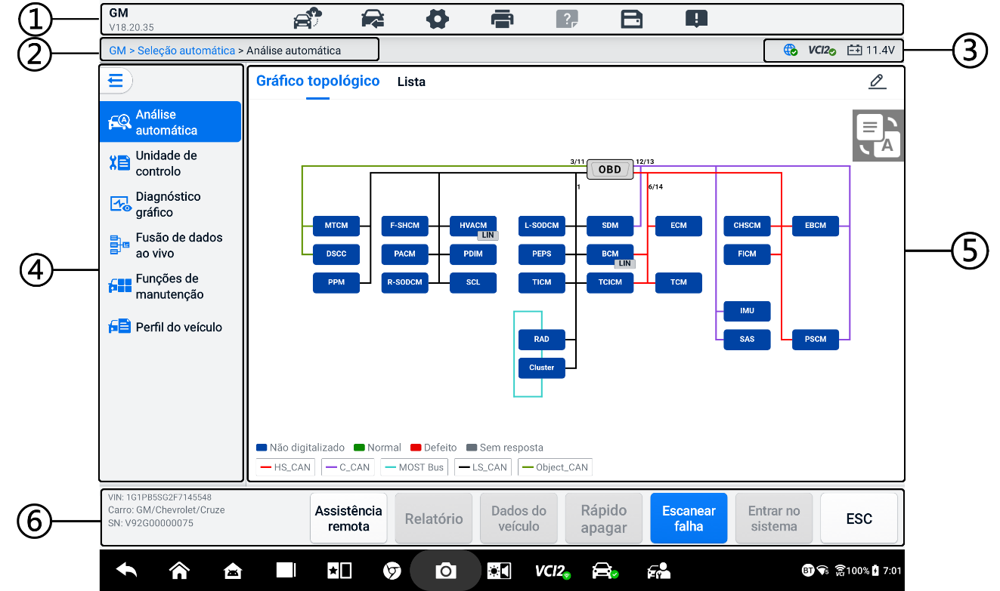 1
GM
V18.20.35
?
!
2
GM > Seleção automática > Análise automática
VCI2
11.4V
3
Gráfico topológico
Lista
Análise
automática
Unidade de
controlo
Diagnóstico
gráfico
Fusão de dados
ao vivo
Funções de
manutenção
Perfil do veículo
4
A
3/11
OBD
12/13
1
6/14
MTCM
F-SHCM
HVACM
LIN
L-SODCM
SDM
ECM
CHSCM
EBCM
DSCC
PACM
PDIM
PEPS
BCM
LIN
FICM
PPM
R-SODCM
SCL
TICM
TCICM
TCM
IMU
RAD
SAS
PSCM
Cluster
5
Não digitalizado
Normal
Defeito
Sem resposta
HS_CAN
C_CAN
MOST Bus
LS_CAN
Object_CAN
6
VIN: 1G1PB5SG2F7145548
Carro: GM/Chevrolet/Cruze
SN: V92G00000075
Assistência
remota
Relatório
Dados do
veículo
Rápido
apagar
Escanear
falha
Entrar no
sistema
ESC
VCI2
BT
5
VCI
100%
7:01